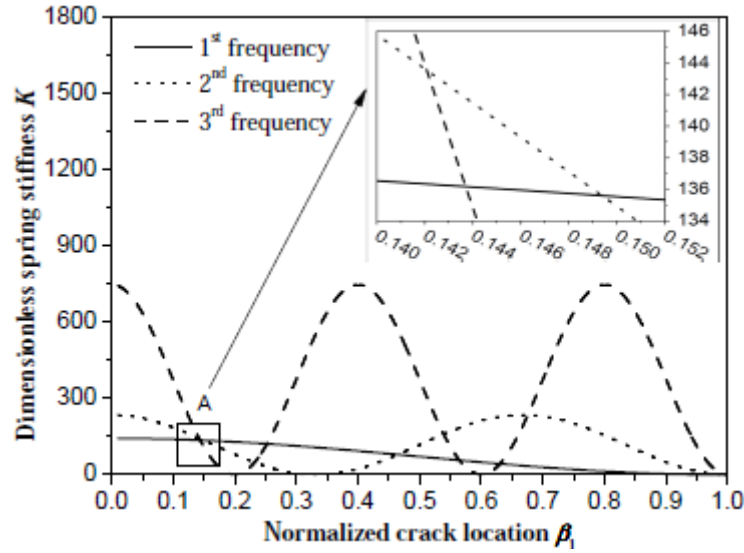 1800
1500
1200
900
600
300
0
Dimensionless spring stiffness K
1st frequency
2nd frequency
3rd frequency
146
144
142
140
138
136
134
0.140 0.142 0.144 0.146 0.148 0.150 0.152
A
0.0 0.1 0.2 0.3 0.4 0.5 0.6 0.7 0.8 0.9 1.0
Normalized crack location β1